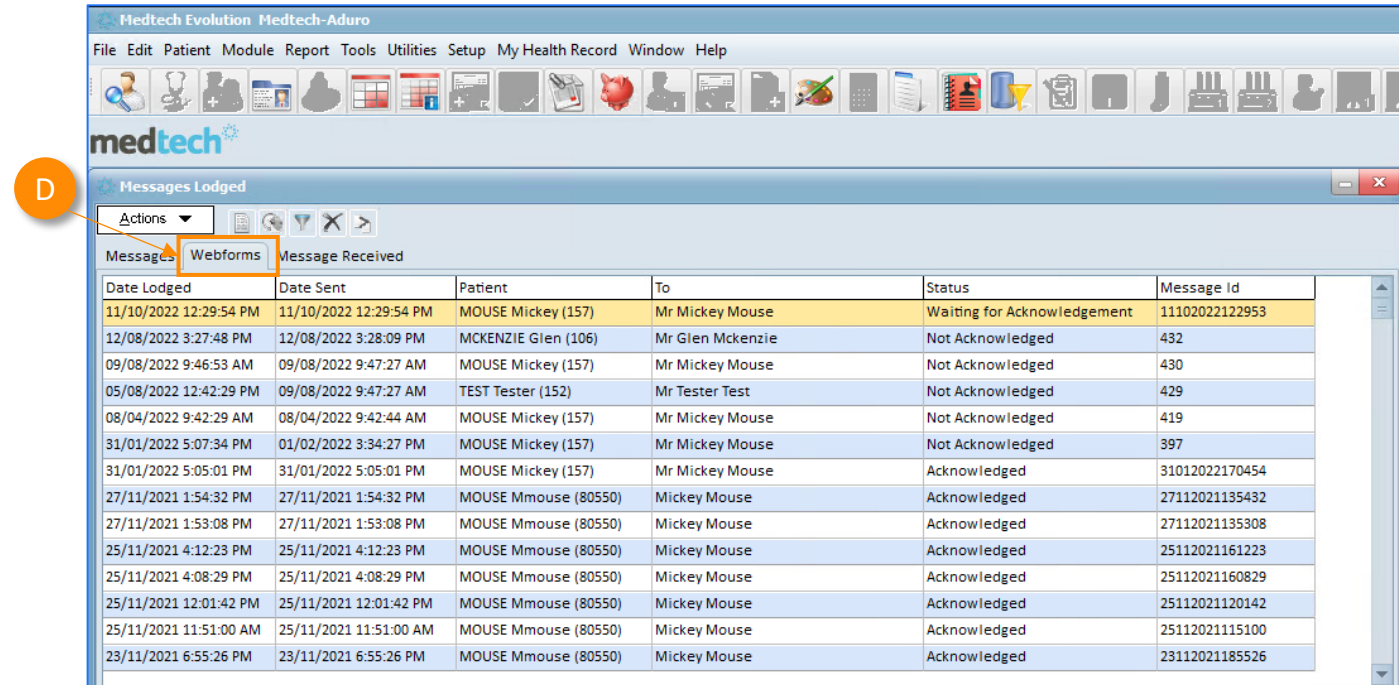 Medtech Evolution Medtech-Aduro
File Edit Patient Module Report Tools Utilities Setup My Health Record Window Help
medtech
D
Messages Lodged
Actions
Messages Webforms Message Received
Date Lodged Date Sent Patient To Status Message Id
11/10/2022 12:29:54 PM 11/10/2022 12:29:54 PM MOUSE Mickey (157) Mr Mickey Mouse Waiting for Acknowledgement 11102022122953
12/08/2022 3:27:48 PM 12/08/2022 3:28:09 PM MCKENZIE Glen (106) Mr Glen Mckenzie Not Acknowledged 432
09/08/2022 9:46:53 AM 09/08/2022 9:47:27 AM MOUSE Mickey (157) Mr Mickey Mouse Not Acknowledged 430
05/08/2022 12:42:29 PM 09/08/2022 9:47:27 AM TEST Tester (152) Mr Tester Test Not Acknowledged 429
08/04/2022 9:42:29 AM 08/04/2022 9:42:44 AM MOUSE Mickey (157) Mr Mickey Mouse Not Acknowledged 419
31/01/2022 5:07:34 PM 01/02/2022 3:34:27 PM MOUSE Mickey (157) Mr Mickey Mouse Not Acknowledged 397
31/01/2022 5:05:01 PM 31/01/2022 5:05:01 PM MOUSE Mickey (157) Mr Mickey Mouse Acknowledged 31012022170454
27/11/2021 1:54:32 PM 27/11/2021 1:54:32 PM MOUSE Mmouse (80550) Mickey Mouse Acknowledged 27112021135432
27/11/2021 1:53:08 PM 27/11/2021 1:53:08 PM MOUSE Mmouse (80550) Mickey Mouse Acknowledged 27112021135308
25/11/2021 4:12:23 PM 25/11/2021 4:12:23 PM MOUSE Mmouse (80550) Mickey Mouse Acknowledged 25112021161223
25/11/2021 4:08:29 PM 25/11/2021 4:08:29 PM MOUSE Mmouse (80550) Mickey Mouse Acknowledged 25112021160829
25/11/2021 12:01:42 PM 25/11/2021 12:01:42 PM MOUSE Mmouse (80550) Mickey Mouse Acknowledged 25112021120142
25/11/2021 11:51:00 AM 25/11/2021 11:51:00 AM MOUSE Mmouse (80550) Mickey Mouse Acknowledged 25112021115100
23/11/2021 6:55:26 PM 23/11/2021 6:55:26 PM MOUSE Mmouse (80550) Mickey Mouse Acknowledged 23112021185526